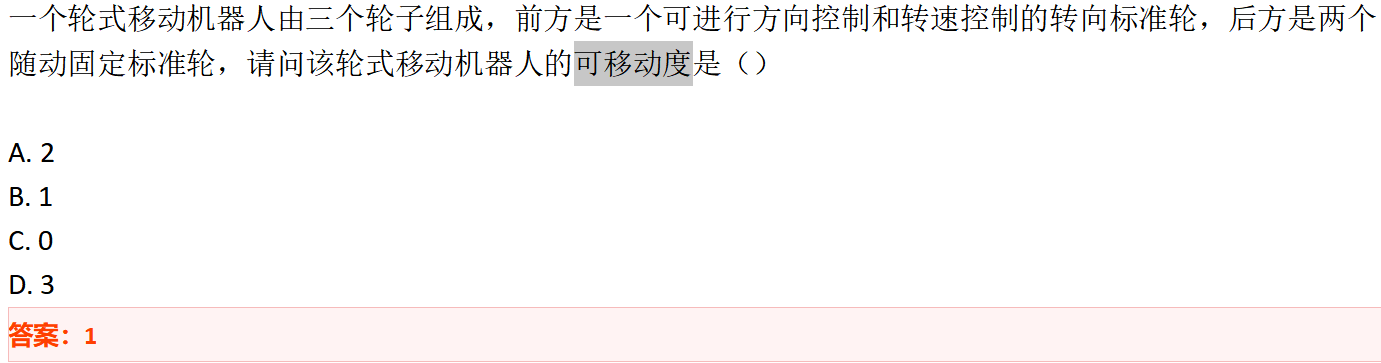 一个轮式移动机器人由三个轮子组成，前方是一个可进行方向控制和转速控制的转向标准轮，后方是两个
随动固定标准轮，请问该轮式移动机器人的可移动度是（）
A. 2
B. 1
C. 0
D. 3
答案：1